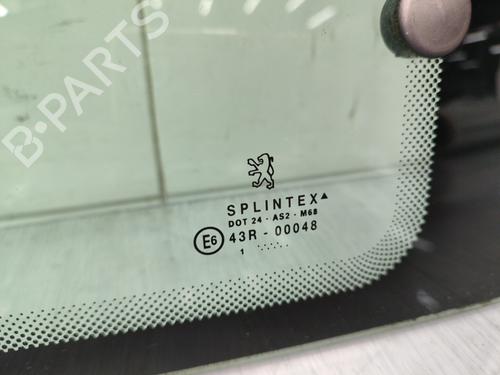 B-PARTS
SPLINTEX▲
DOT 24 · AS2 · M68
E6 43R - 00048
1 ......